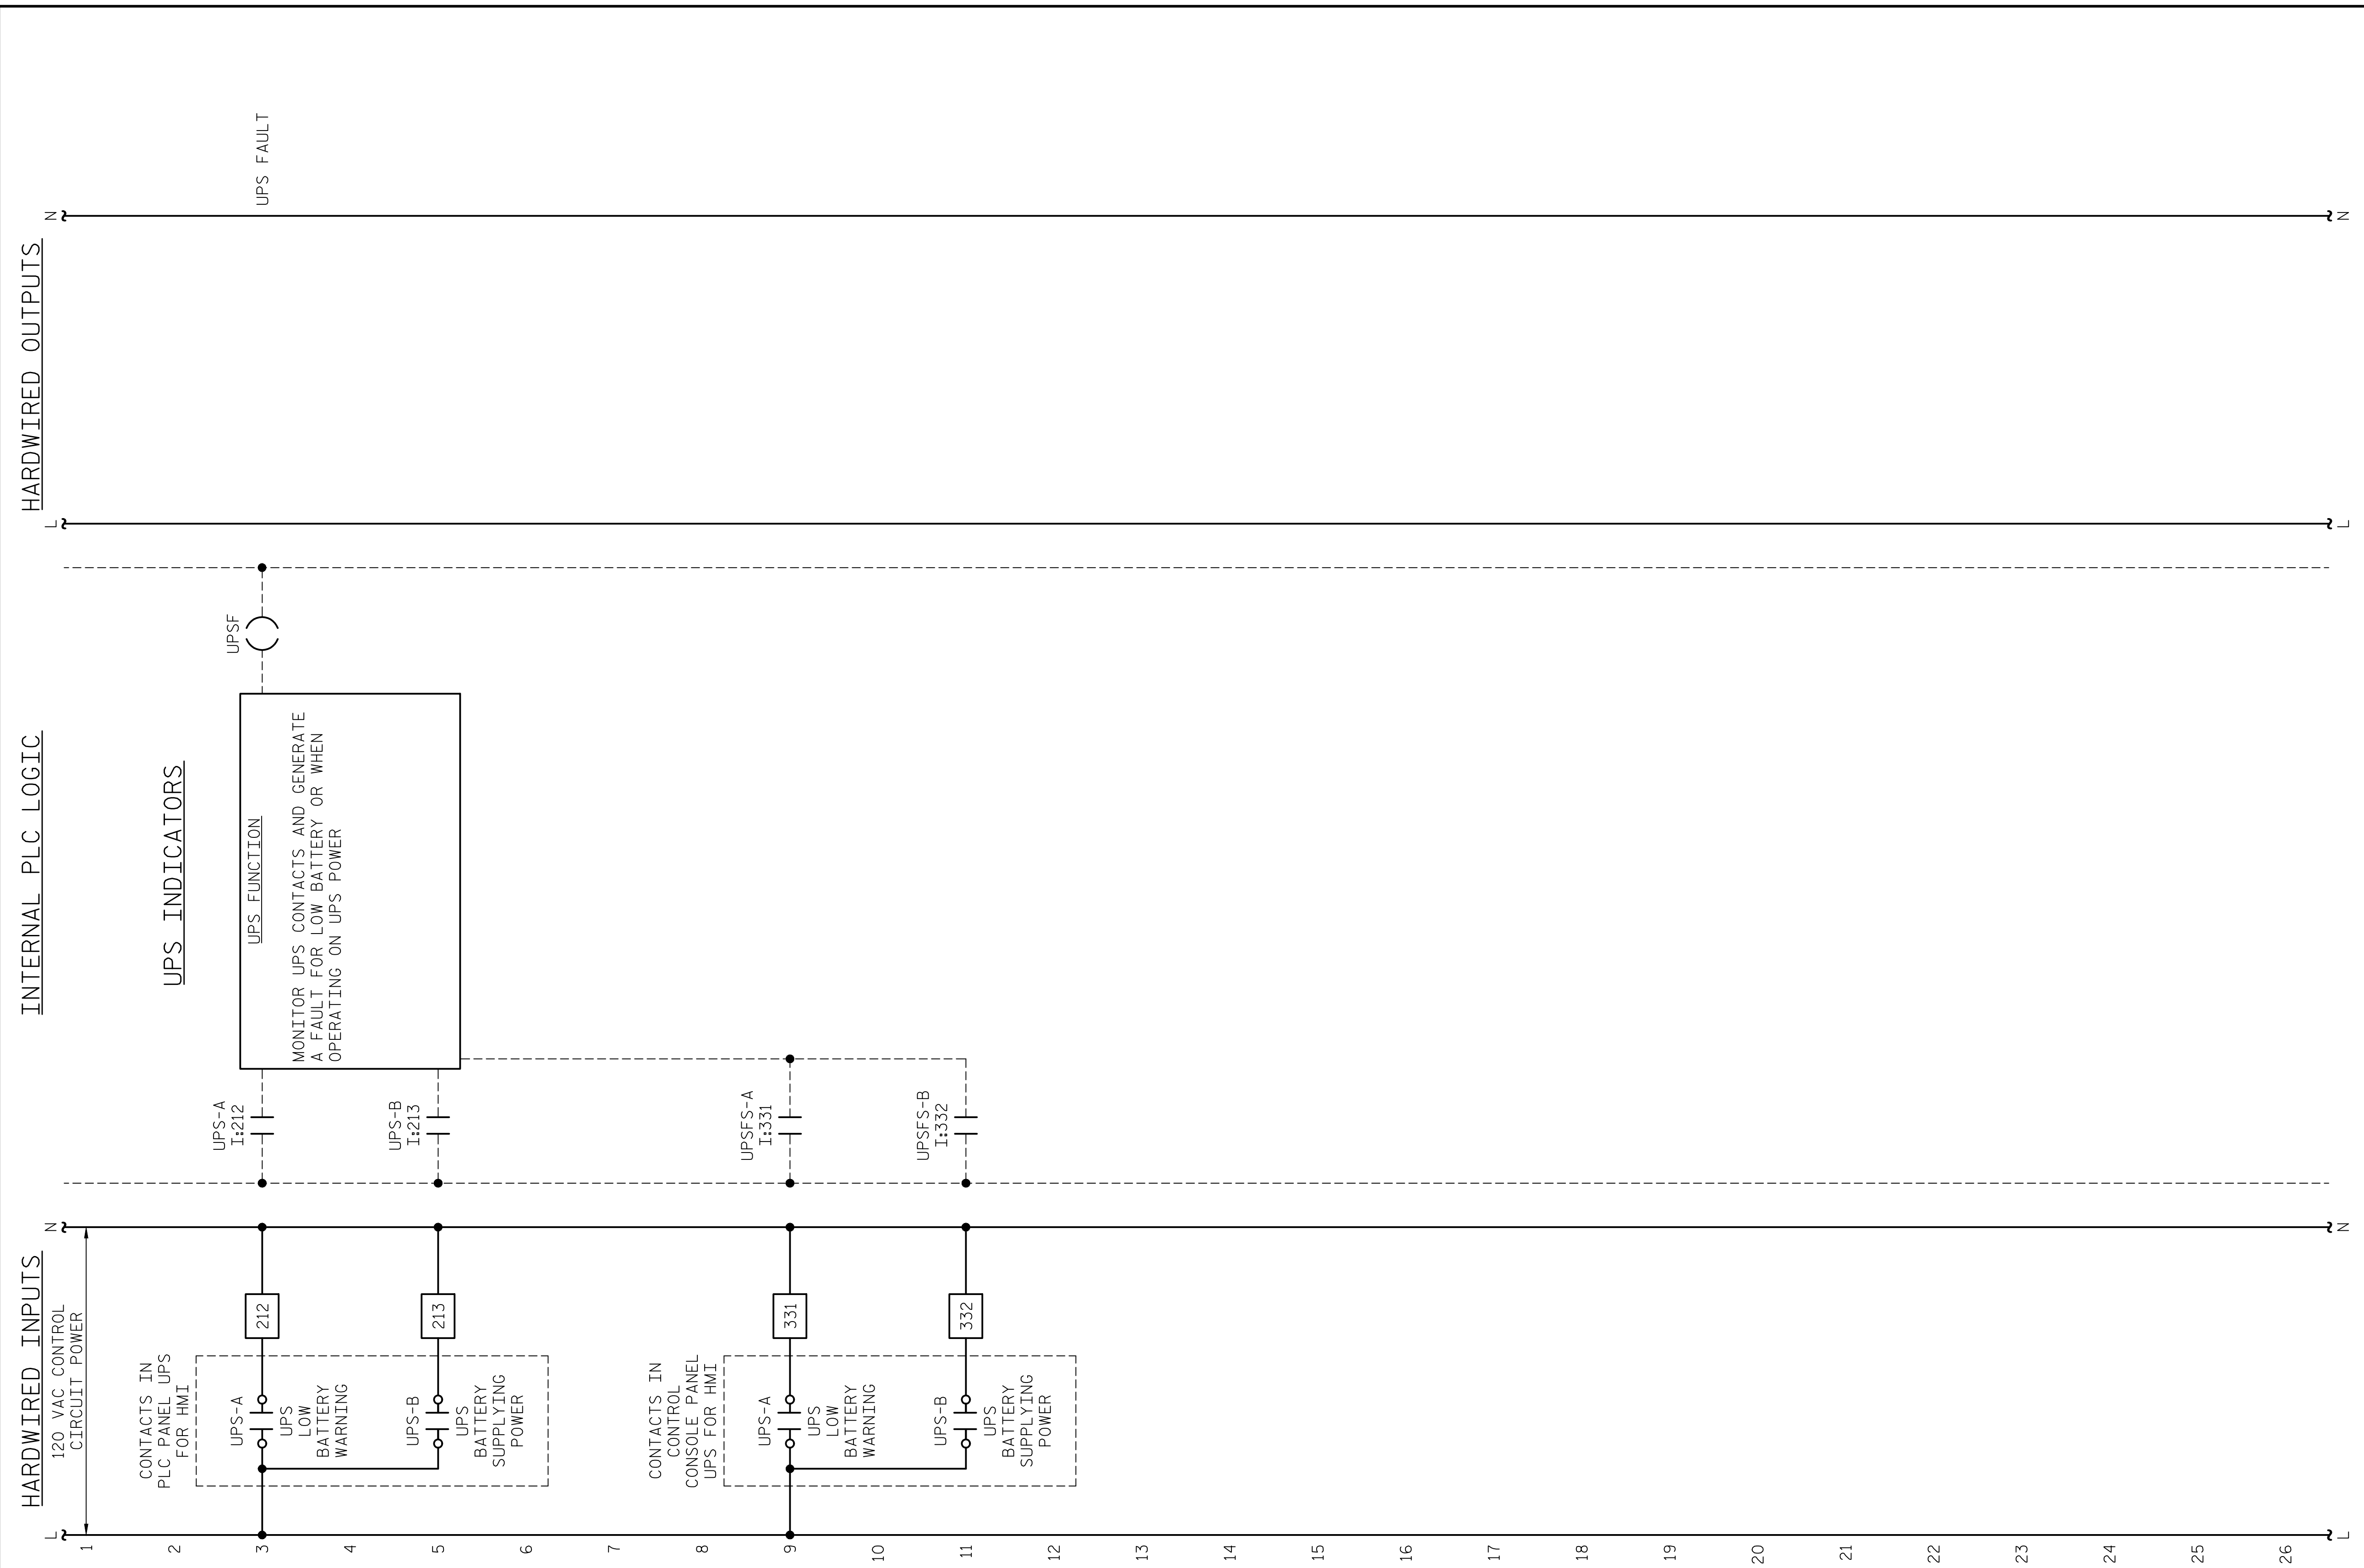 HARDWIRED INPUTS
INTERNAL PLC LOGIC
HARDWIRED OUTPUTS
L
N
L
N
120 VAC CONTROL
CIRCUIT POWER
1
2
CONTACTS IN
PLC PANEL UPS
FOR HMI
UPS INDICATORS
3
UPS-A
212
UPS LOW
BATTERY
WARNING
UPS-A
I:212
UPS FUNCTION
MONITOR UPS CONTACTS AND GENERATE
A FAULT FOR LOW BATTERY OR WHEN
OPERATING ON UPS POWER
UPSF
UPS FAULT
4
5
UPS-B
213
UPS
BATTERY
SUPPLYING
POWER
UPS-B
I:213
6
7
8
CONTACTS IN
CONTROL
CONSOLE PANEL
UPS FOR HMI
9
UPS-A
331
UPS
LOW
BATTERY
WARNING
UPSFS-A
I:331
10
11
UPS-B
332
UPS
BATTERY
SUPPLYING
POWER
UPSFS-B
I:332
12
13
14
15
16
17
18
19
20
21
22
23
24
25
26
L
N
L
N